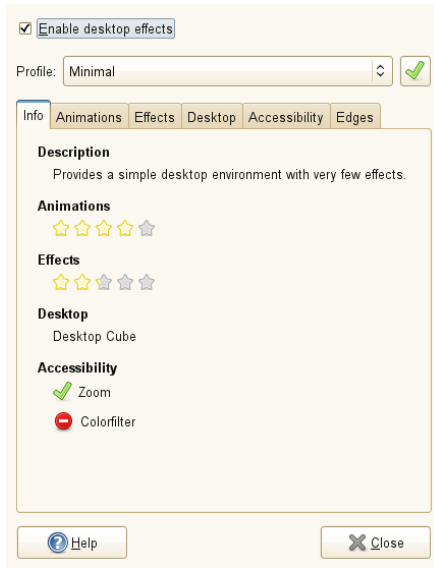 Enable desktop effects
Profile: Minimal
Info Animations Effects Desktop Accessibility Edges
Description
Provides a simple desktop environment with very few effects.
Animations
Effects
Desktop
Desktop Cube
Accessibility
Zoom
Colorfilter
Help Close